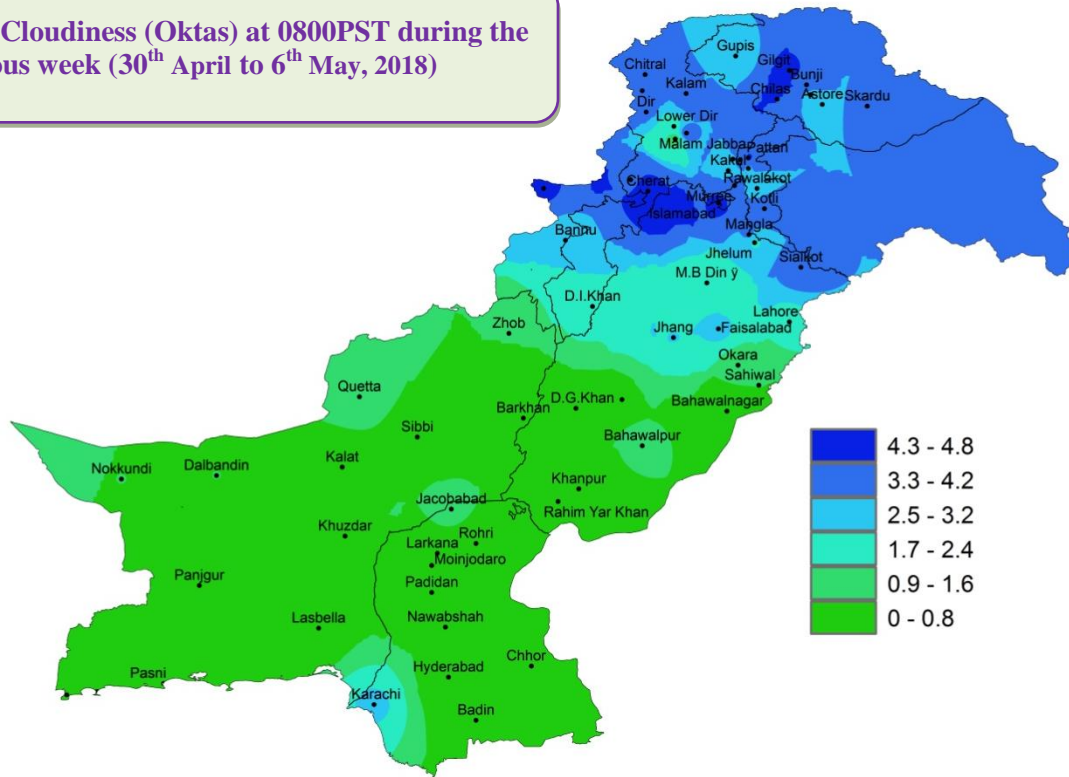 Cloudiness (Oktas) at 0800PST during the
ous week (30th April to 6th May, 2018)
Gupis
Gilgit
Chitral
Bunji
Kalam
Chilas
Astore
Skardu
Dir
Lower Dir
Malam Jabba
Pattan
Kakul
Cherat
Rawalakot
Murree
Kotli
Islamabad
Mangla
Bannu
Jhelum
Sialkot
M.B Din ÿ
D.I.Khan
Lahore
Zhob
Jhang
Faisalabad
Okara
Sahiwal
Quetta
D.G.Khan
Bahawalnagar
Barkhan
Sibbi
Bahawalpur
Nokkundi
Dalbandin
Kalat
Khanpur
Jacobabad
Rahim Yar Khan
Khuzdar
Rohri
Larkana
Moinjodaro
Panjgur
Padidan
Lasbella
Nawabshah
Pasni
Hyderabad
Chhor
Karachi
Badin
4.3 - 4.8
3.3 - 4.2
2.5 - 3.2
1.7 - 2.4
0.9 - 1.6
0 - 0.8